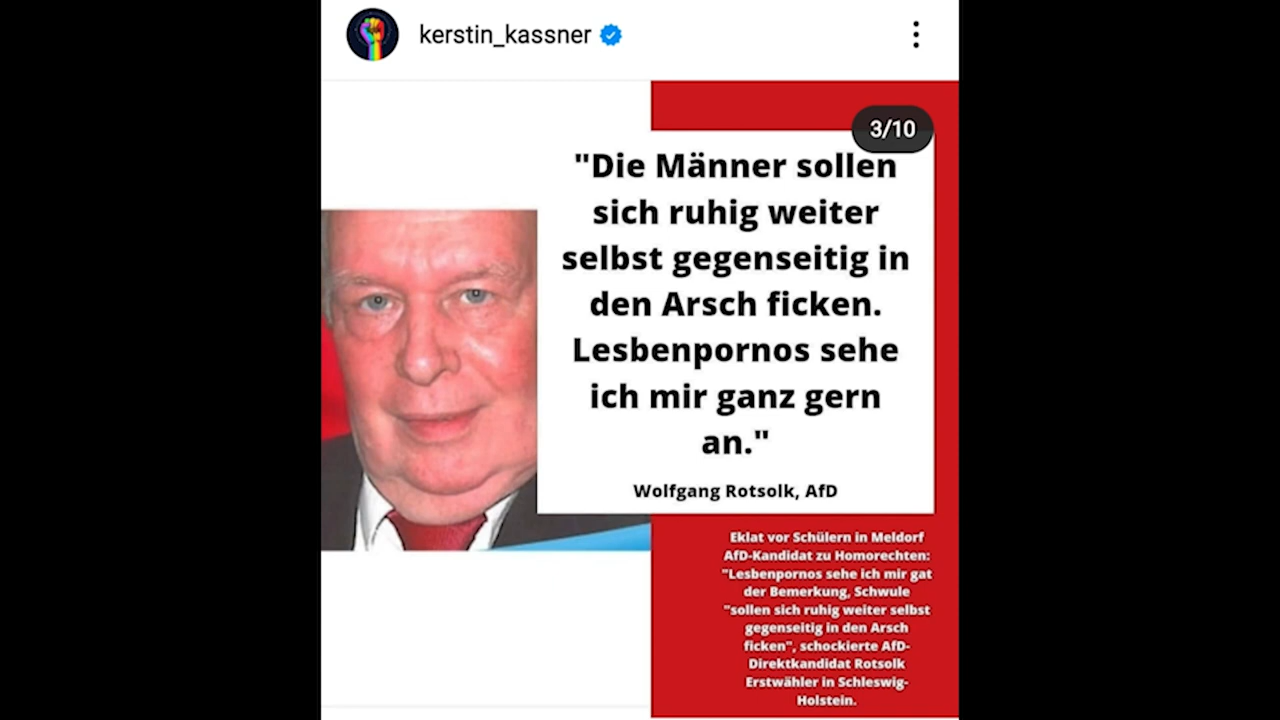 kerstin_kassner
3/10
"Die Männer sollen
sich ruhig weiter
selbst gegenseitig in
den Arsch ficken.
Lesbenpornos sehe
ich mir ganz gern
an."
Wolfgang Rotsolk, AfD
Eklat vor Schülern in Meldorf
AfD-Kandidat zu Homorechten:
"Lesbenpornos sehe ich mir gat
der Bemerkung, Schwule
"sollen sich ruhig weiter selbst
gegenseitig in den Arsch
ficken", schockierte AfD-
Direktkandidat Rotsolk
Erstwähler in Schleswig-
Holstein.